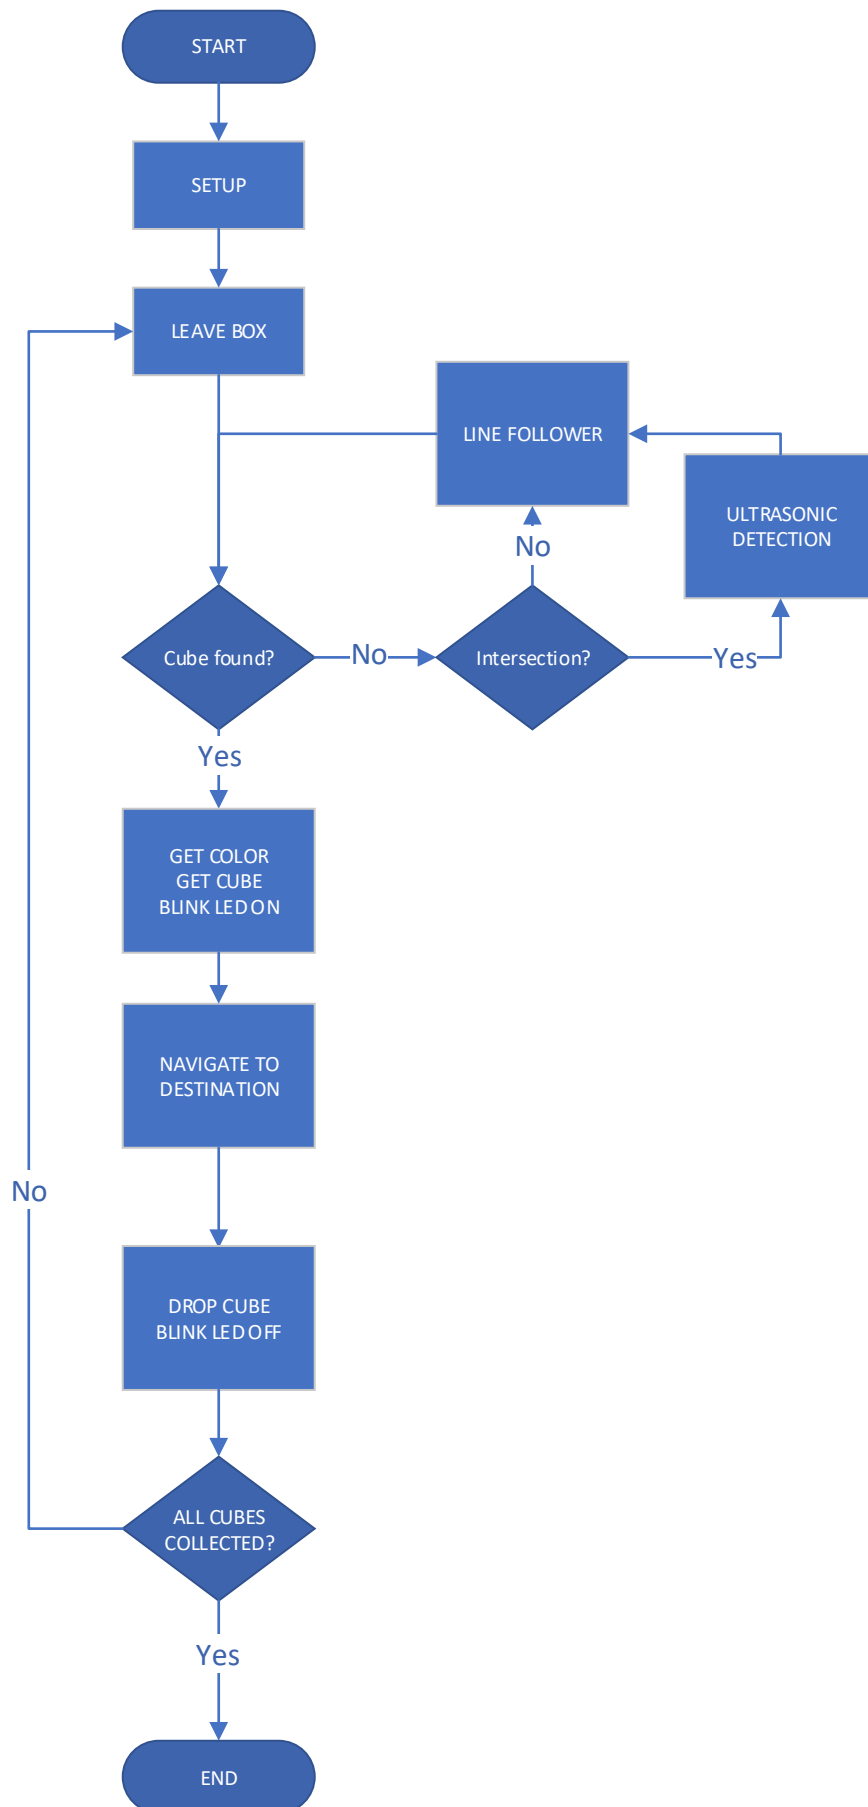 START
SETUP
LEAVE BOX
LINE FOLLOWER
ULTRASONIC
DETECTION
No
Cube found?
No
Intersection?
Yes
Yes
GET COLOR
GET CUBE
BLINK LED ON
NAVIGATE TO
DESTINATION
No
DROP CUBE
BLINK LED OFF
ALL CUBES
COLLECTED?
Yes
END